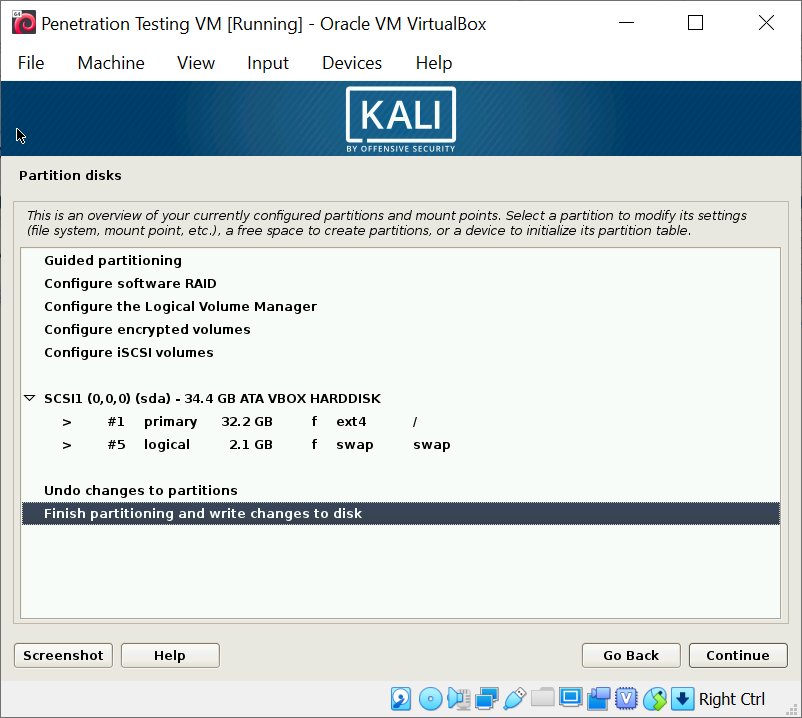 Penetration Testing VM [Running] - Oracle VM VirtualBox
File Machine View Input Devices Help
KALI
BY OFFENSIVE SECURITY
Partition disks
This is an overview of your currently configured partitions and mount points. Select a partition to modify its settings
(file system, mount point, etc.), a free space to create partitions, or a device to initialize its partition table.
Guided partitioning
Configure software RAID
Configure the Logical Volume Manager
Configure encrypted volumes
Configure iSCSI volumes
SCSI1 (0,0,0) (sda) - 34.4 GB ATA VBOX HARDDISK
> #1 primary 32.2 GB f ext4 /
> #5 logical 2.1 GB f swap swap
Undo changes to partitions
Finish partitioning and write changes to disk
Screenshot Help Go Back Continue
Right Ctrl